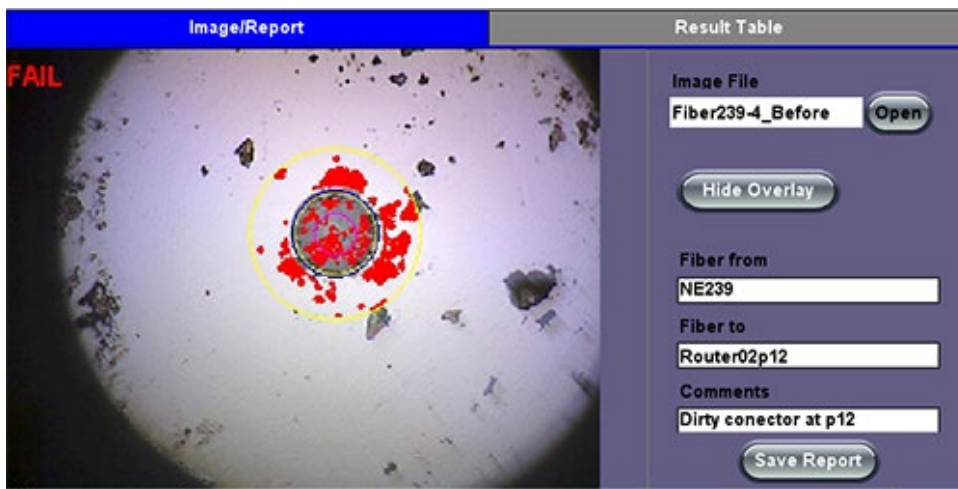 Image/Report
Result Table
FAIL
Image File
Fiber239-4_Before
Open
Hide Overlay
Fiber from
NE239
Fiber to
Router02p12
Comments
Dirty conector at p12
Save Report